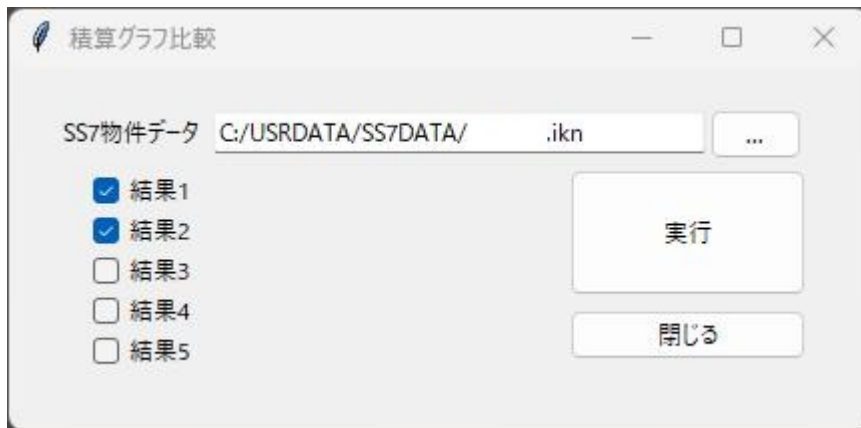 積算グラフ比較
SS7物件データ C:/USRDATA/SS7DATA/ .ikn ...
結果1
結果2
実行
結果3
結果4
閉じる
結果5